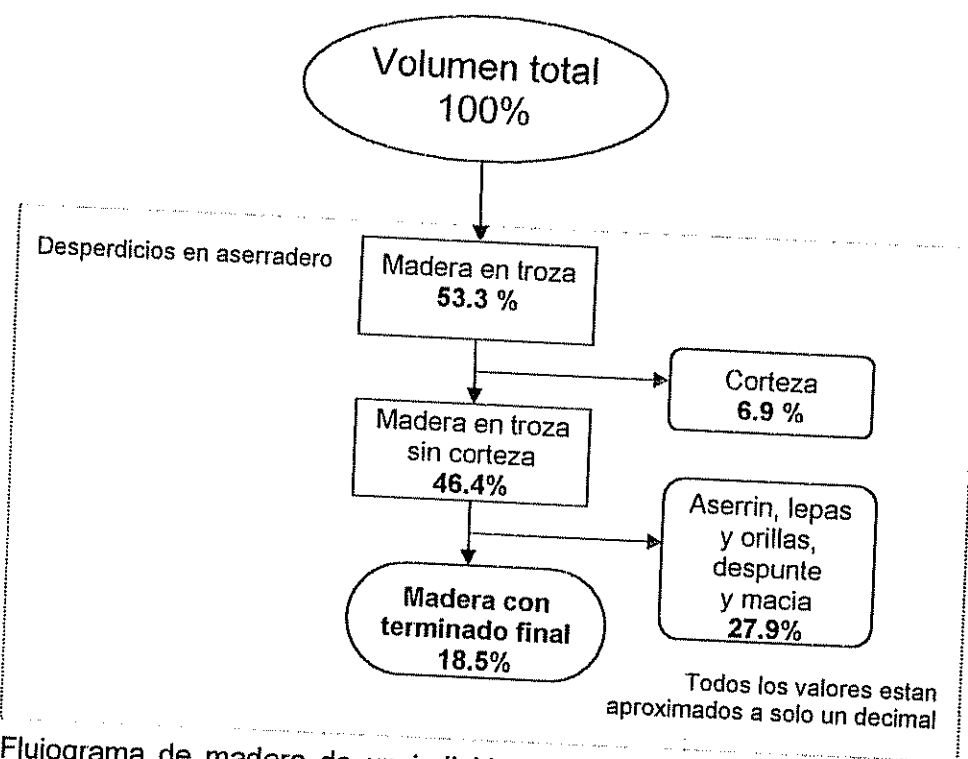 Volumen total
100%
Desperdicios en aserradero
Madera en troza
53.3 %
Corteza
6.9 %
Madera en troza
sin corteza
46.4%
Aserrin, lepas
y orillas,
despunte
y macia
27.9%
Madera con
terminado final
18.5%
Todos los valores estan
aproximados a solo un decimal
Flujograma de madera de un